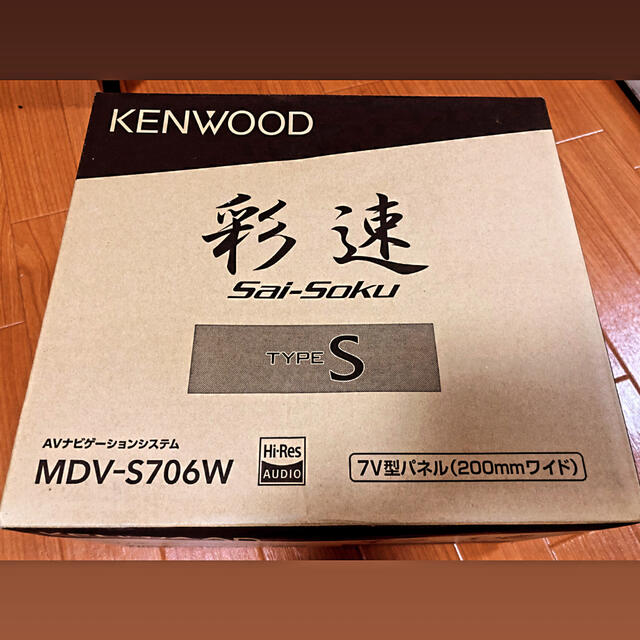 KENWOOD
彩速
Sai-Soku
TYPE S
AVナビゲーションシステム
MDV-S706W
Hi-Res
AUDIO
7V型パネル(200mmワイド)
KENWOOD